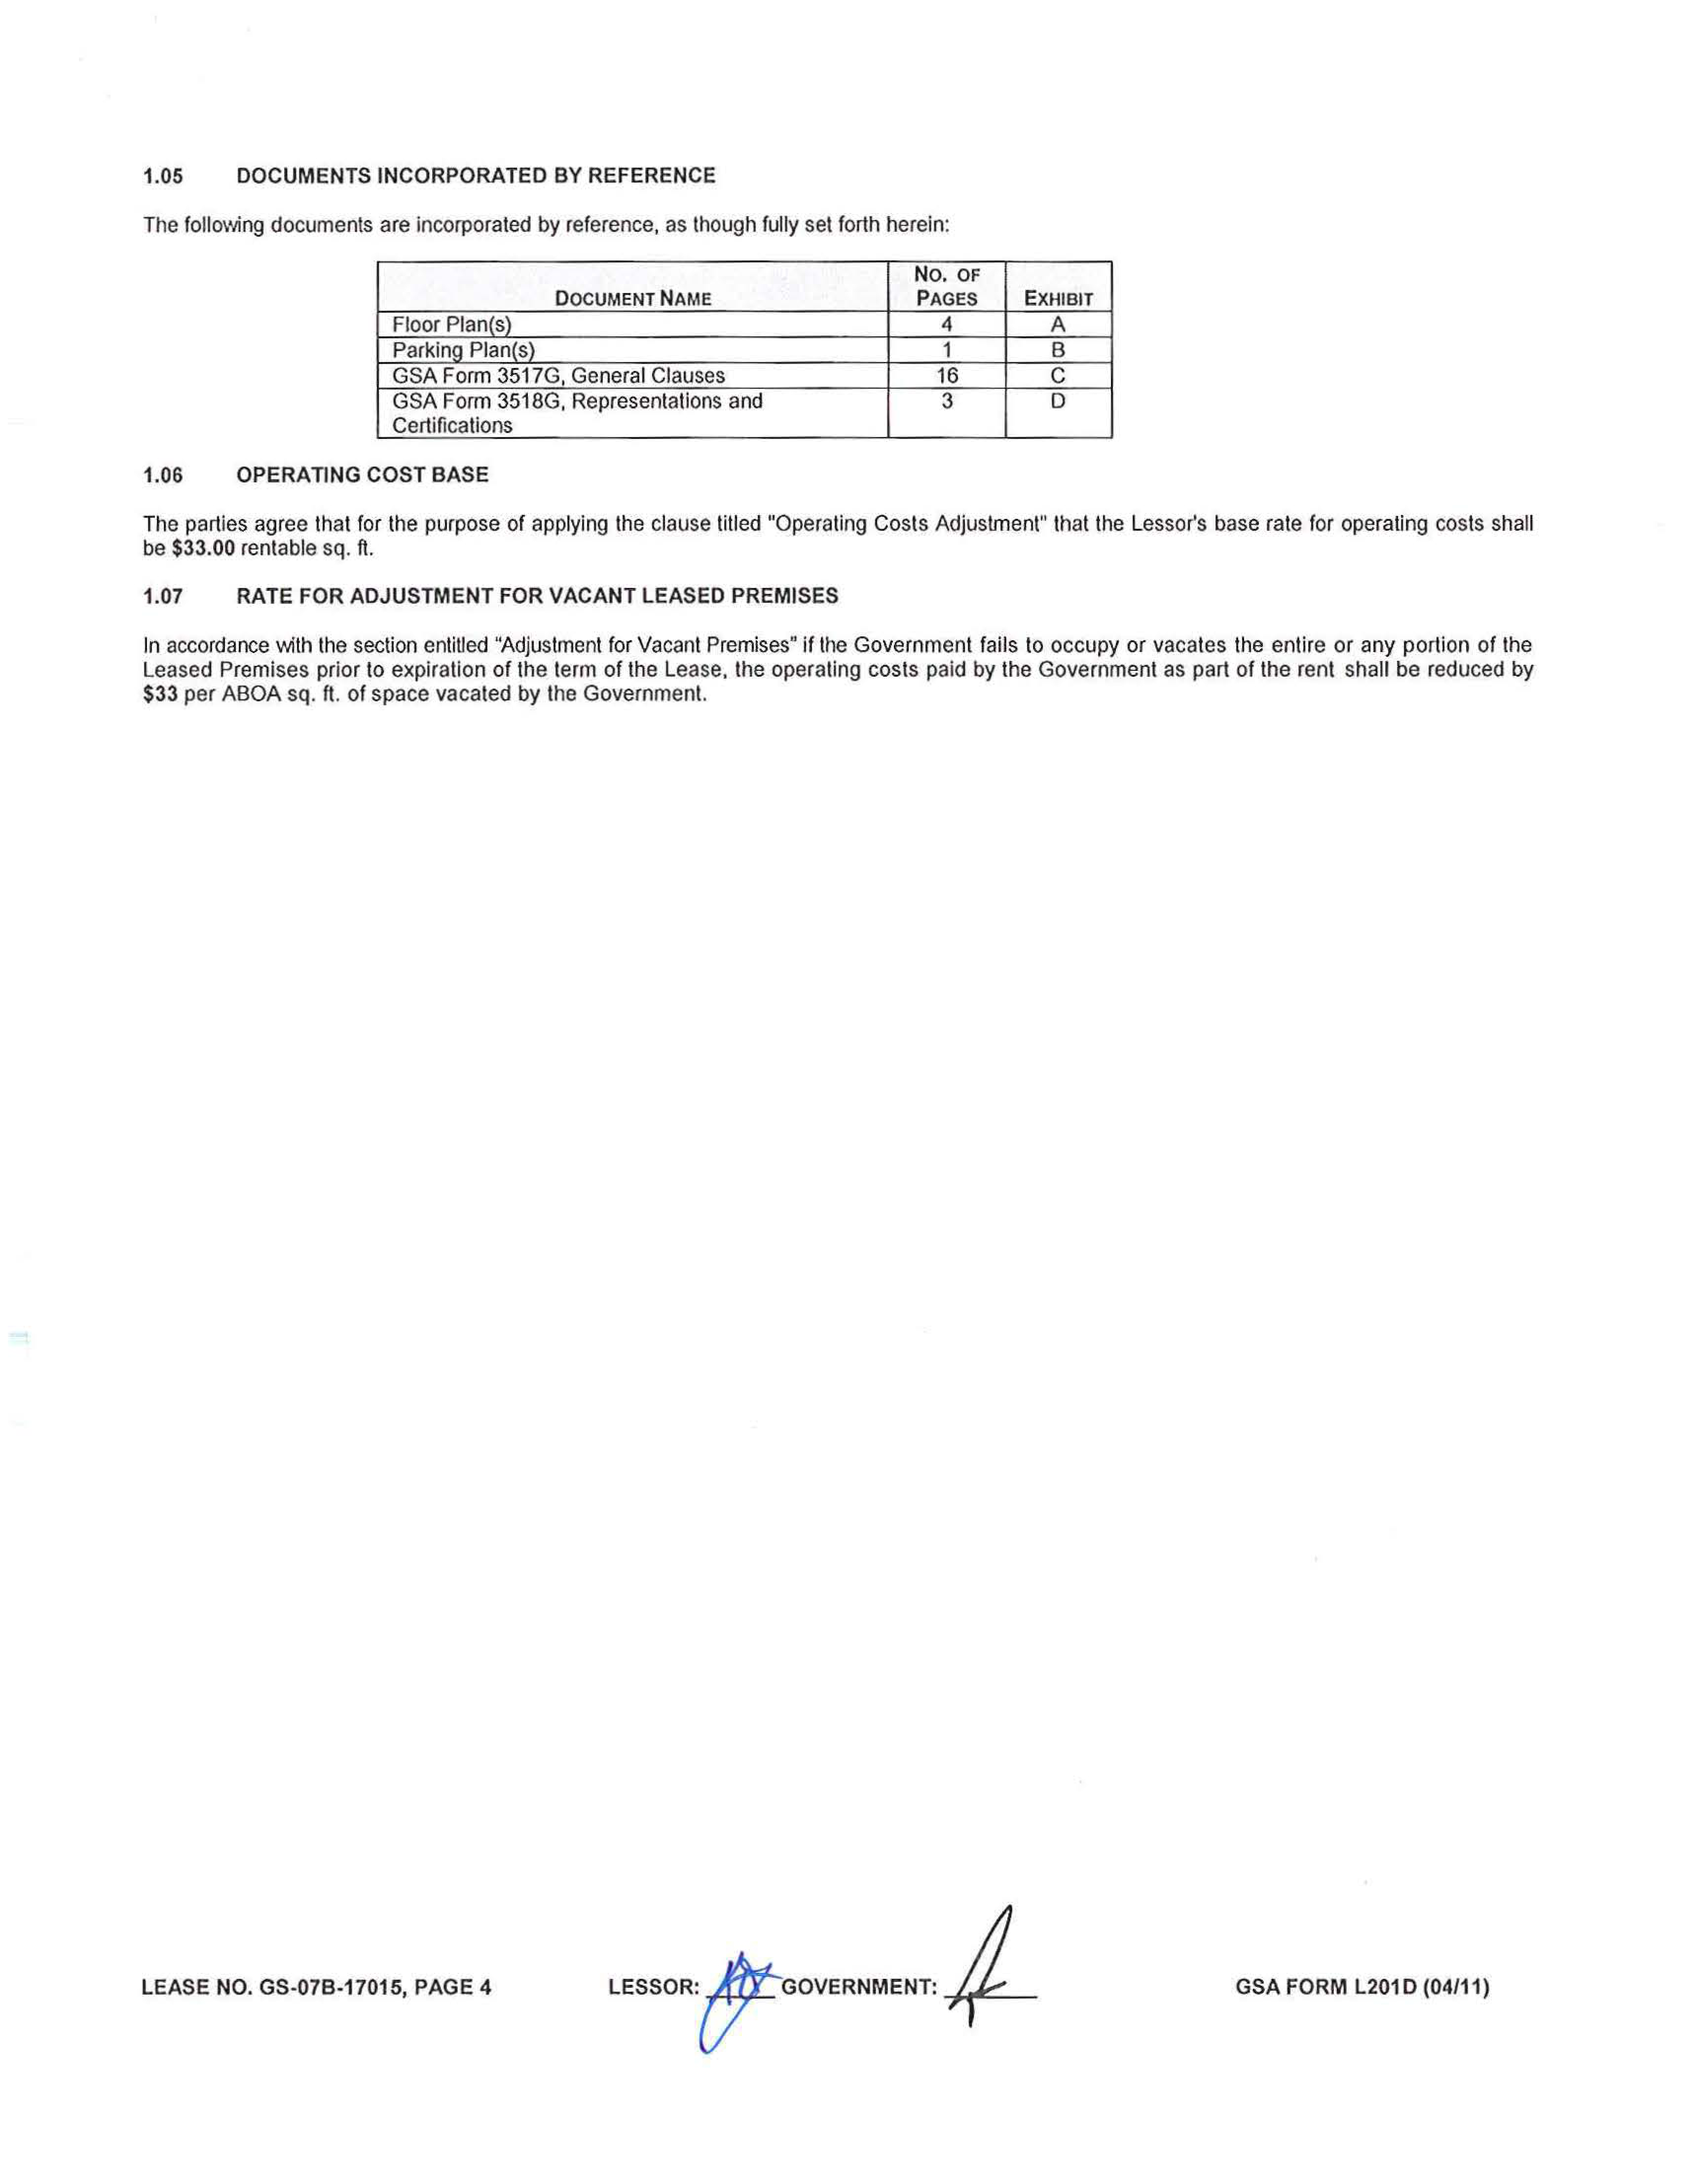 1.05 DOCUMENTS INCORPORATED BY REFERENCE
The following documents are incorporated by reference, as though fully set forth herein:
DOCUMENT NAME NO. OF PAGES EXHIBIT
Floor Plan(s) 4 A
Parking Plan(s) 1 B
GSA Form 3517G, General Clauses 16 C
GSA Form 3518G, Representations and 3 D
Certifications
1.06 OPERATING COST BASE
The parties agree that for the purpose of applying the clause titled "Operating Costs Adjustment" that the Lessor's base rate for operating costs shall
be $33.00 rentable sq. ft.
1.07 RATE FOR ADJUSTMENT FOR VACANT LEASED PREMISES
In accordance with the section entitled "Adjustment for Vacant Premises" if the Government fails to occupy or vacates the entire or any portion of the
Leased Premises prior to expiration of the term of the Lease, the operating costs paid by the Government as part of the rent shall be reduced by
$33 per ABOA sq. ft. of space vacated by the Government.
LEASE NO. GS-07B-17015, PAGE 4 LESSOR: GOVERNMENT: GSA FORM L201D (04/11)